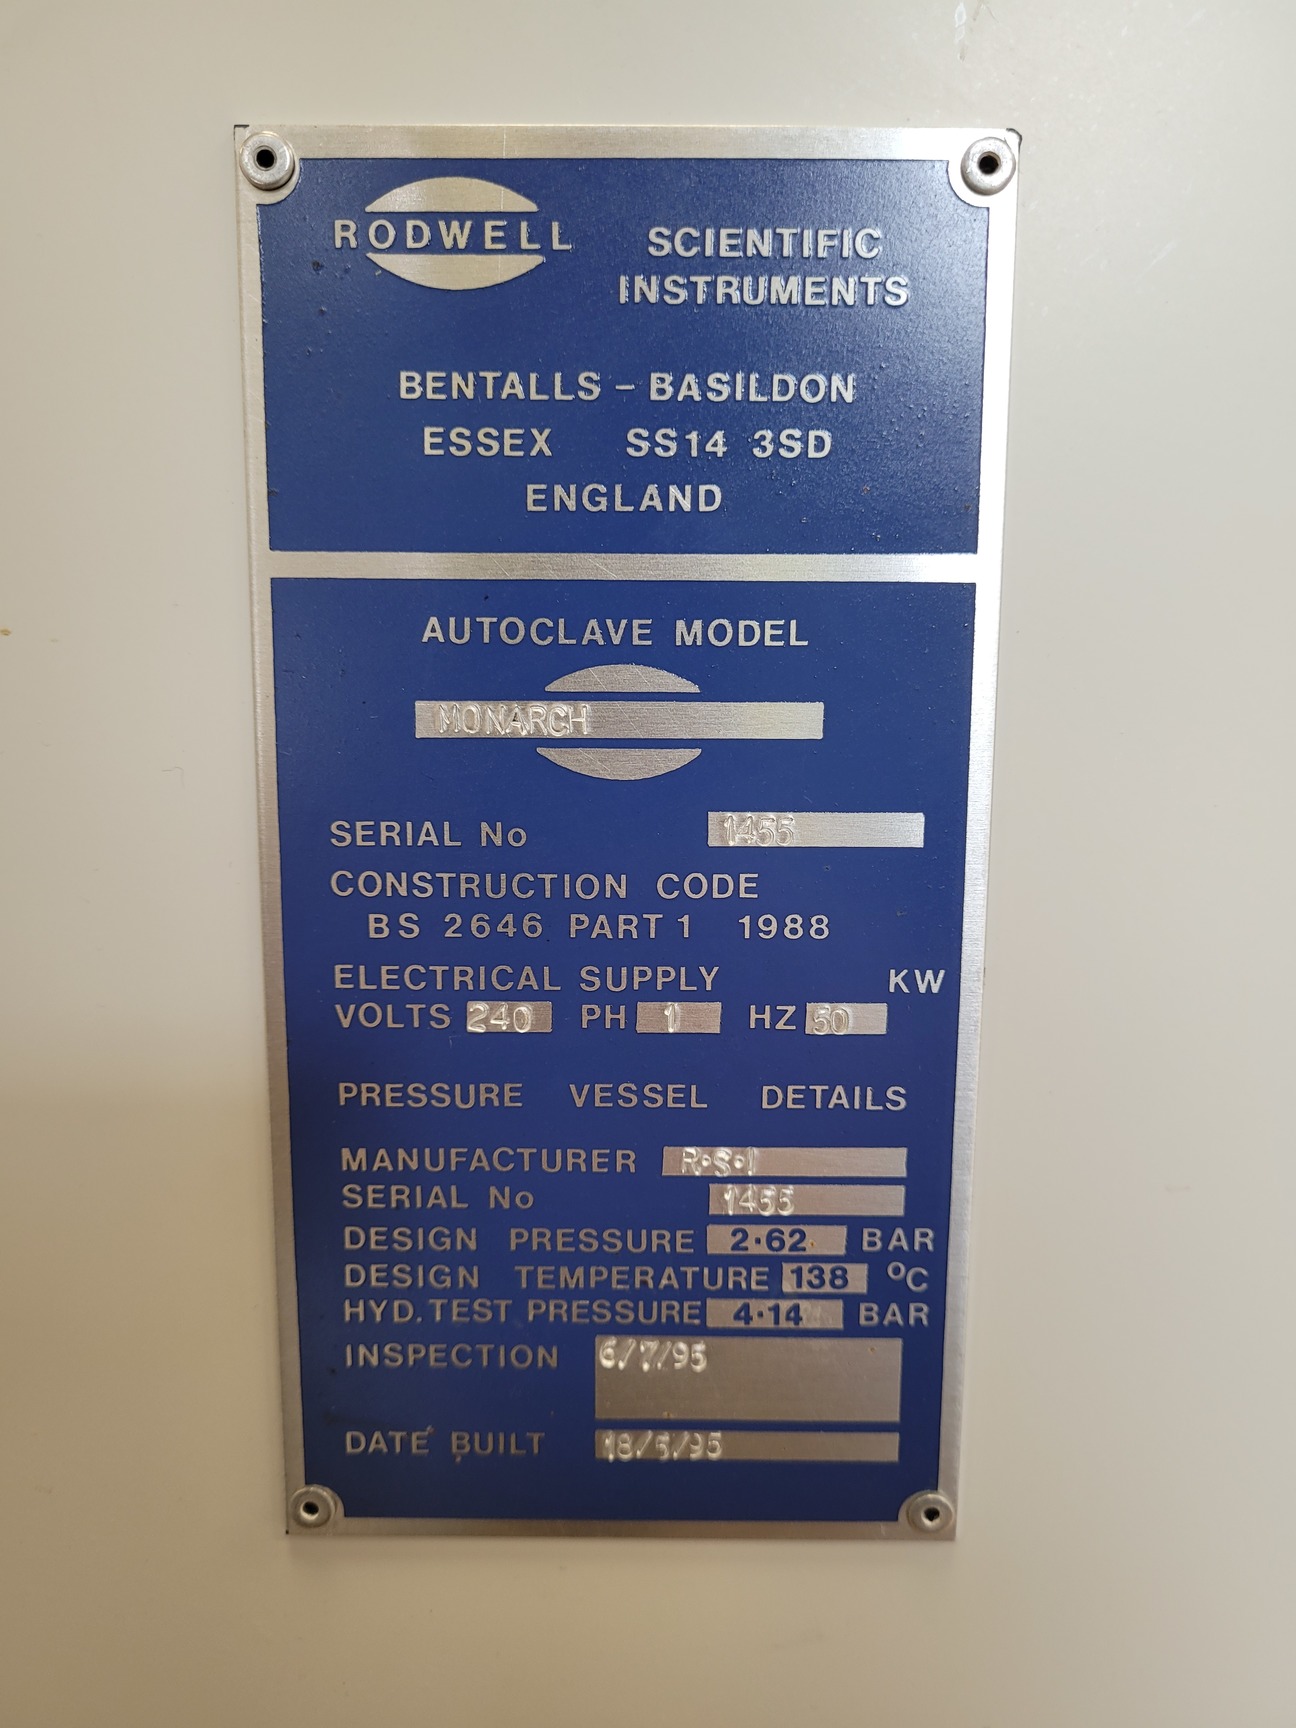 RODWELL SCIENTIFIC
INSTRUMENTS
BENTALLS - BASILDON
ESSEX SS14 3SD
ENGLAND
AUTOCLAVE MODEL
MONARCH
SERIAL No 1455
CONSTRUCTION CODE
BS 2646 PART 1 1988
ELECTRICAL SUPPLY KW
VOLTS 240 PH 1 HZ 50
PRESSURE VESSEL DETAILS
MANUFACTURER R·S·I
SERIAL No 1455
DESIGN PRESSURE 2·62 BAR
DESIGN TEMPERATURE 138 °C
HYD. TEST PRESSURE 4·14 BAR
INSPECTION 6/7/95
DATE BUILT 18/5/95